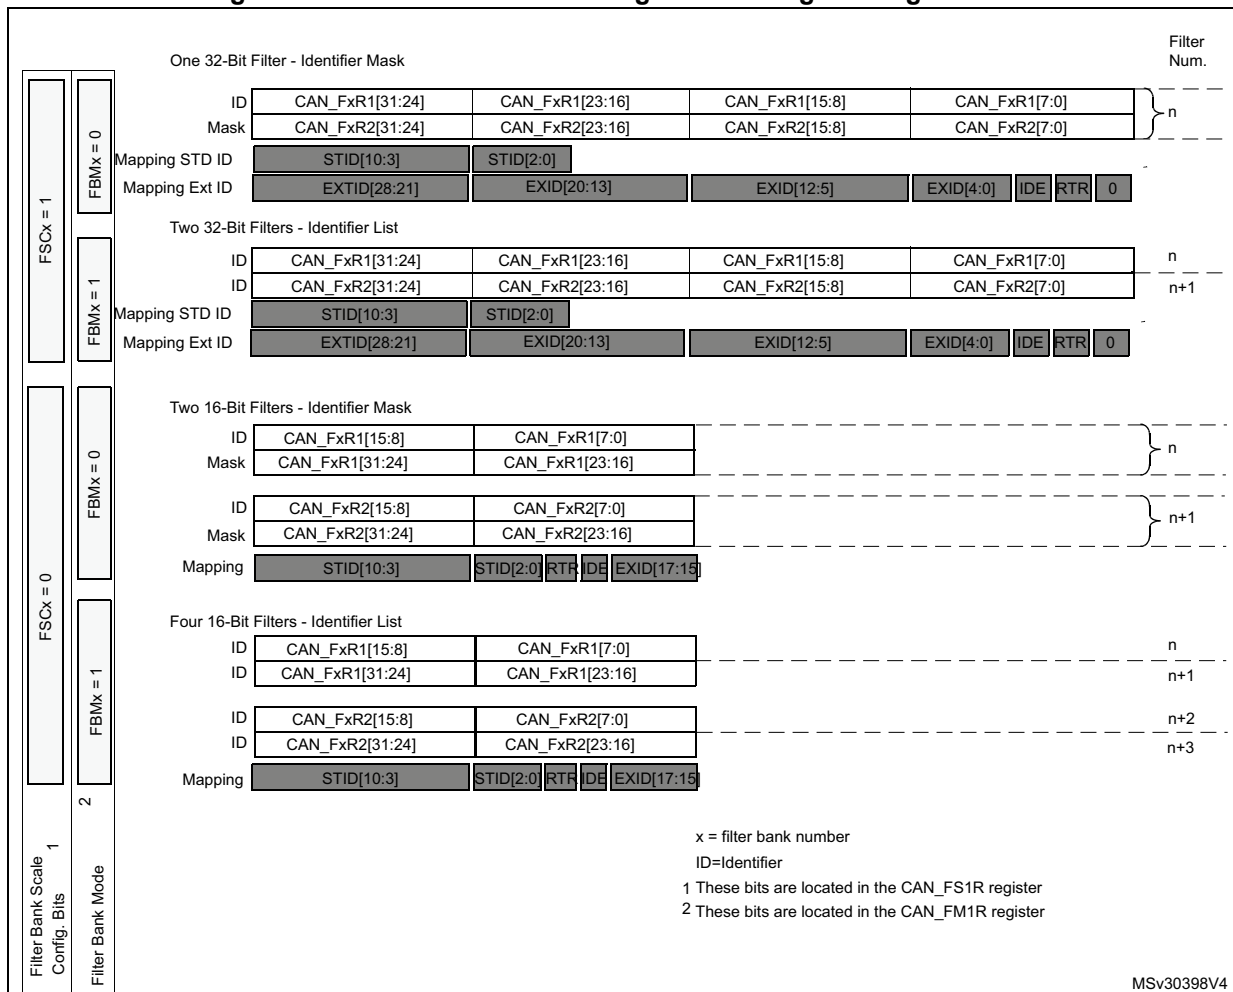 Filter
Num.
One 32-Bit Filter - Identifier Mask
ID CAN_FxR1[31:24] CAN_FxR1[23:16] CAN_FxR1[15:8] CAN_FxR1[7:0] n
Mask CAN_FxR2[31:24] CAN_FxR2[23:16] CAN_FxR2[15:8] CAN_FxR2[7:0]
Mapping STD ID STID[10:3] STID[2:0]
Mapping Ext ID EXTID[28:21] EXID[20:13] EXID[12:5] EXID[4:0] IDE RTR 0
FBMx = 0
FSCx = 1
Two 32-Bit Filters - Identifier List
ID CAN_FxR1[31:24] CAN_FxR1[23:16] CAN_FxR1[15:8] CAN_FxR1[7:0] n
ID CAN_FxR2[31:24] CAN_FxR2[23:16] CAN_FxR2[15:8] CAN_FxR2[7:0] n+1
Mapping STD ID STID[10:3] STID[2:0]
Mapping Ext ID EXTID[28:21] EXID[20:13] EXID[12:5] EXID[4:0] IDE RTR 0
FBMx = 1
Two 16-Bit Filters - Identifier Mask
ID CAN_FxR1[15:8] CAN_FxR1[7:0] n
Mask CAN_FxR1[31:24] CAN_FxR1[23:16]
ID CAN_FxR2[15:8] CAN_FxR2[7:0] n+1
Mask CAN_FxR2[31:24] CAN_FxR2[23:16]
Mapping STID[10:3] STID[2:0] RTR IDE EXID[17:15]
FBMx = 0
FSCx = 0
Four 16-Bit Filters - Identifier List
ID CAN_FxR1[15:8] CAN_FxR1[7:0] n
ID CAN_FxR1[31:24] CAN_FxR1[23:16] n+1
ID CAN_FxR2[15:8] CAN_FxR2[7:0] n+2
ID CAN_FxR2[31:24] CAN_FxR2[23:16] n+3
Mapping STID[10:3] STID[2:0] RTR IDE EXID[17:15]
FBMx = 1
Filter Bank Scale 1
Config. Bits
Filter Bank Mode 2
x = filter bank number
ID=Identifier
1 These bits are located in the CAN_FS1R register
2 These bits are located in the CAN_FM1R register
MSv30398V4